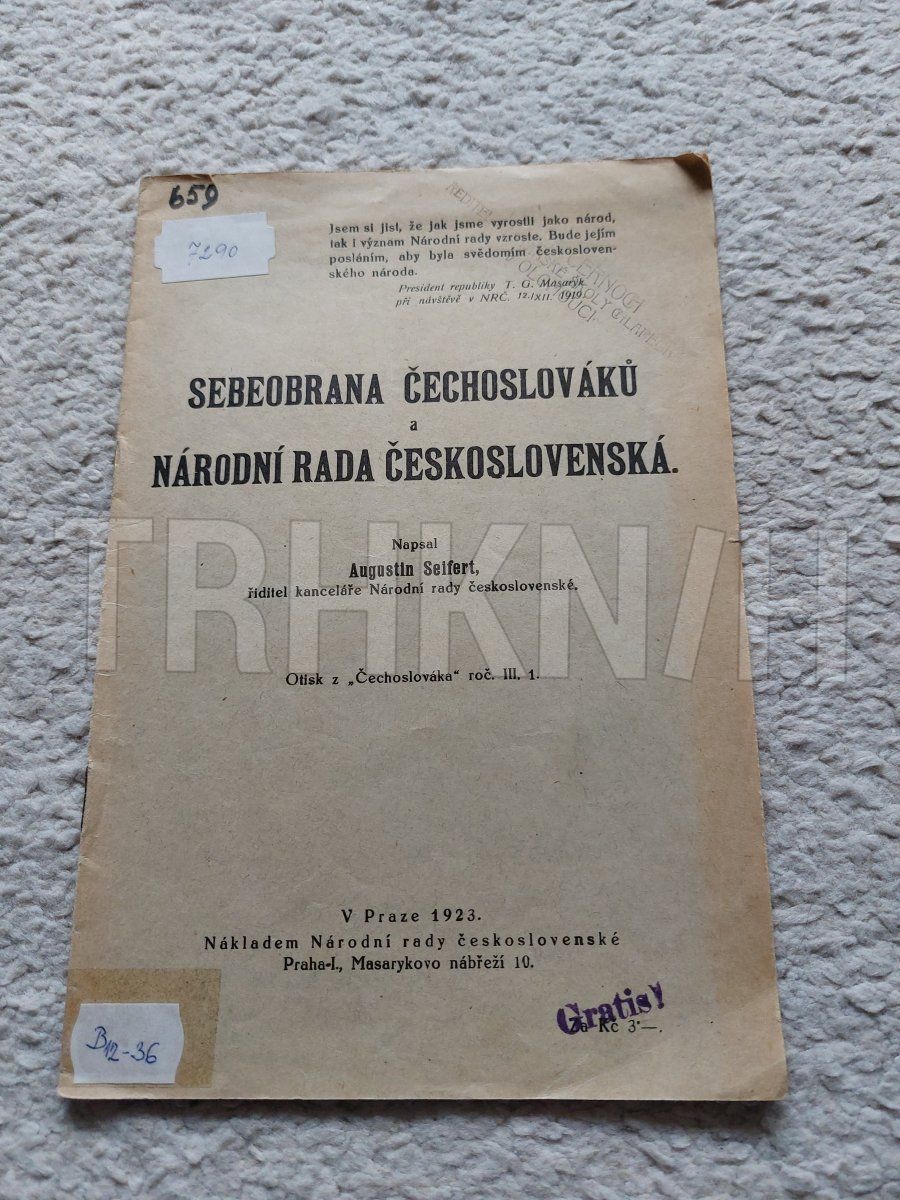 659
7290
Jsem si jist, že jak jsme vyrostli jako národ,
tak i význam Národní rady vzroste. Bude jejím
posláním, aby byla svědomím českosloven-
ského národa.
President republiky T. G. Masaryk
při návštěvě v NRČ. 12./XII. 1919.
OLOMOUCI
SEBEOBRANA ČECHOSLOVÁKŮ
a
NÁRODNÍ RADA ČESKOSLOVENSKÁ.
Napsal
Augustin Seifert,
řiditel kanceláře Národní rady československé.
TRHKNIH
Otisk z „Čechoslováka“ roč. III. 1.
V Praze 1923.
Nákladem Národní rady československé
Praha-I., Masarykovo nábřeží 10.
Gratis!
Za Kč 3·—.
B12-36